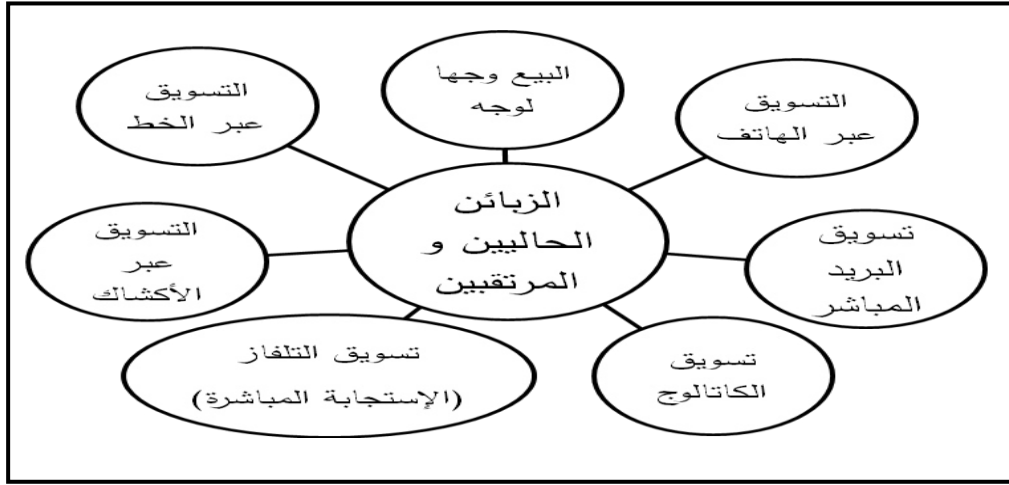 البيع وجها
لوجه
التسويق
عبر الهاتف
تسويق
البريد
المباشر
تسويق
الكاتالوج
تسويق التلفاز
(الإستجابة المباشرة)
التسويق
عبر
الأكشاك
التسويق
عبر الخط
الزبائن
الحاليين و
المرتقبين